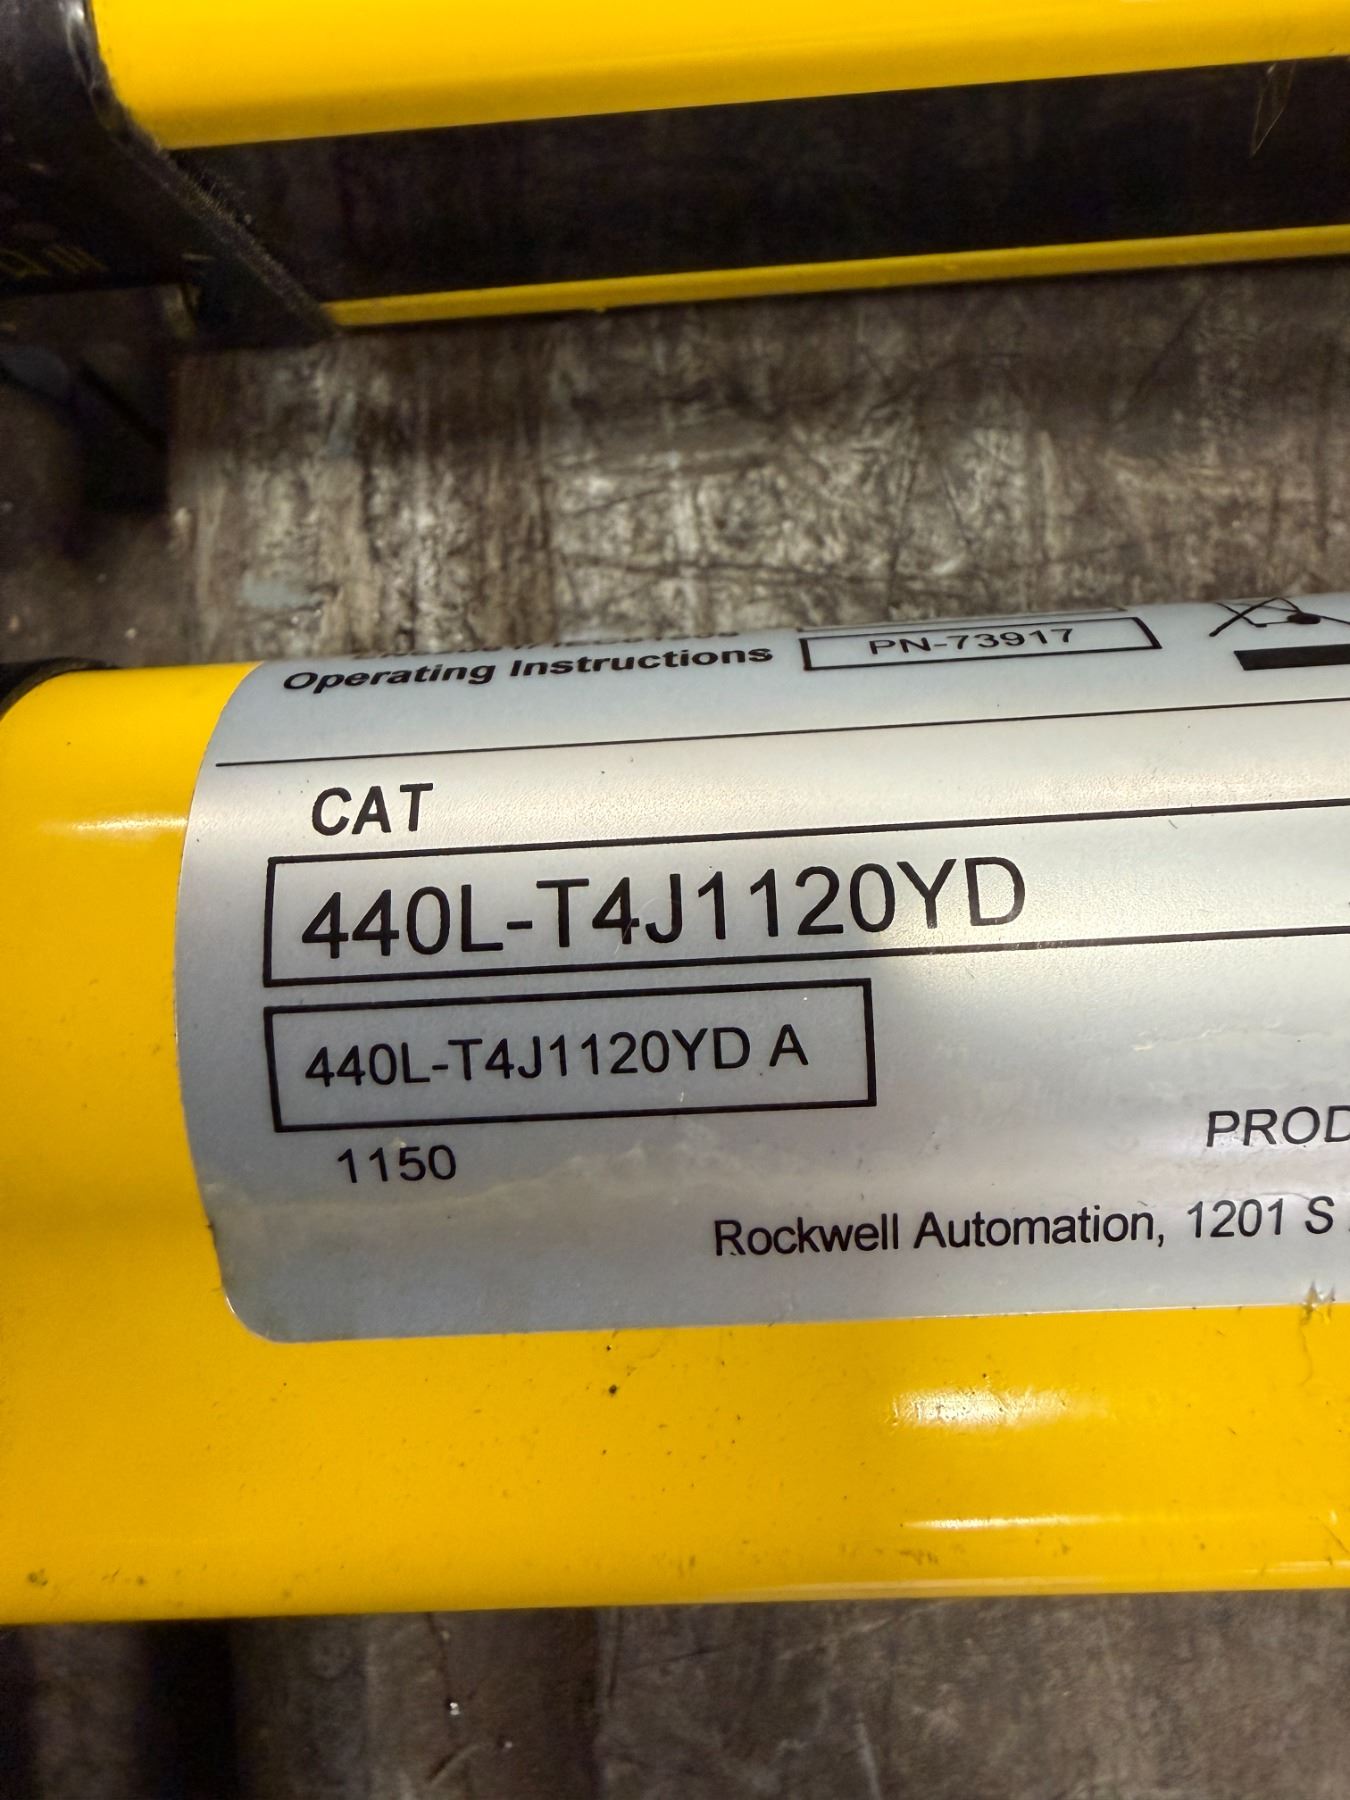 Operating Instructions
PN-73917
CAT
440L-T4J1120YD
440L-T4J1120YD A
1150
PROD
Rockwell Automation, 1201 S